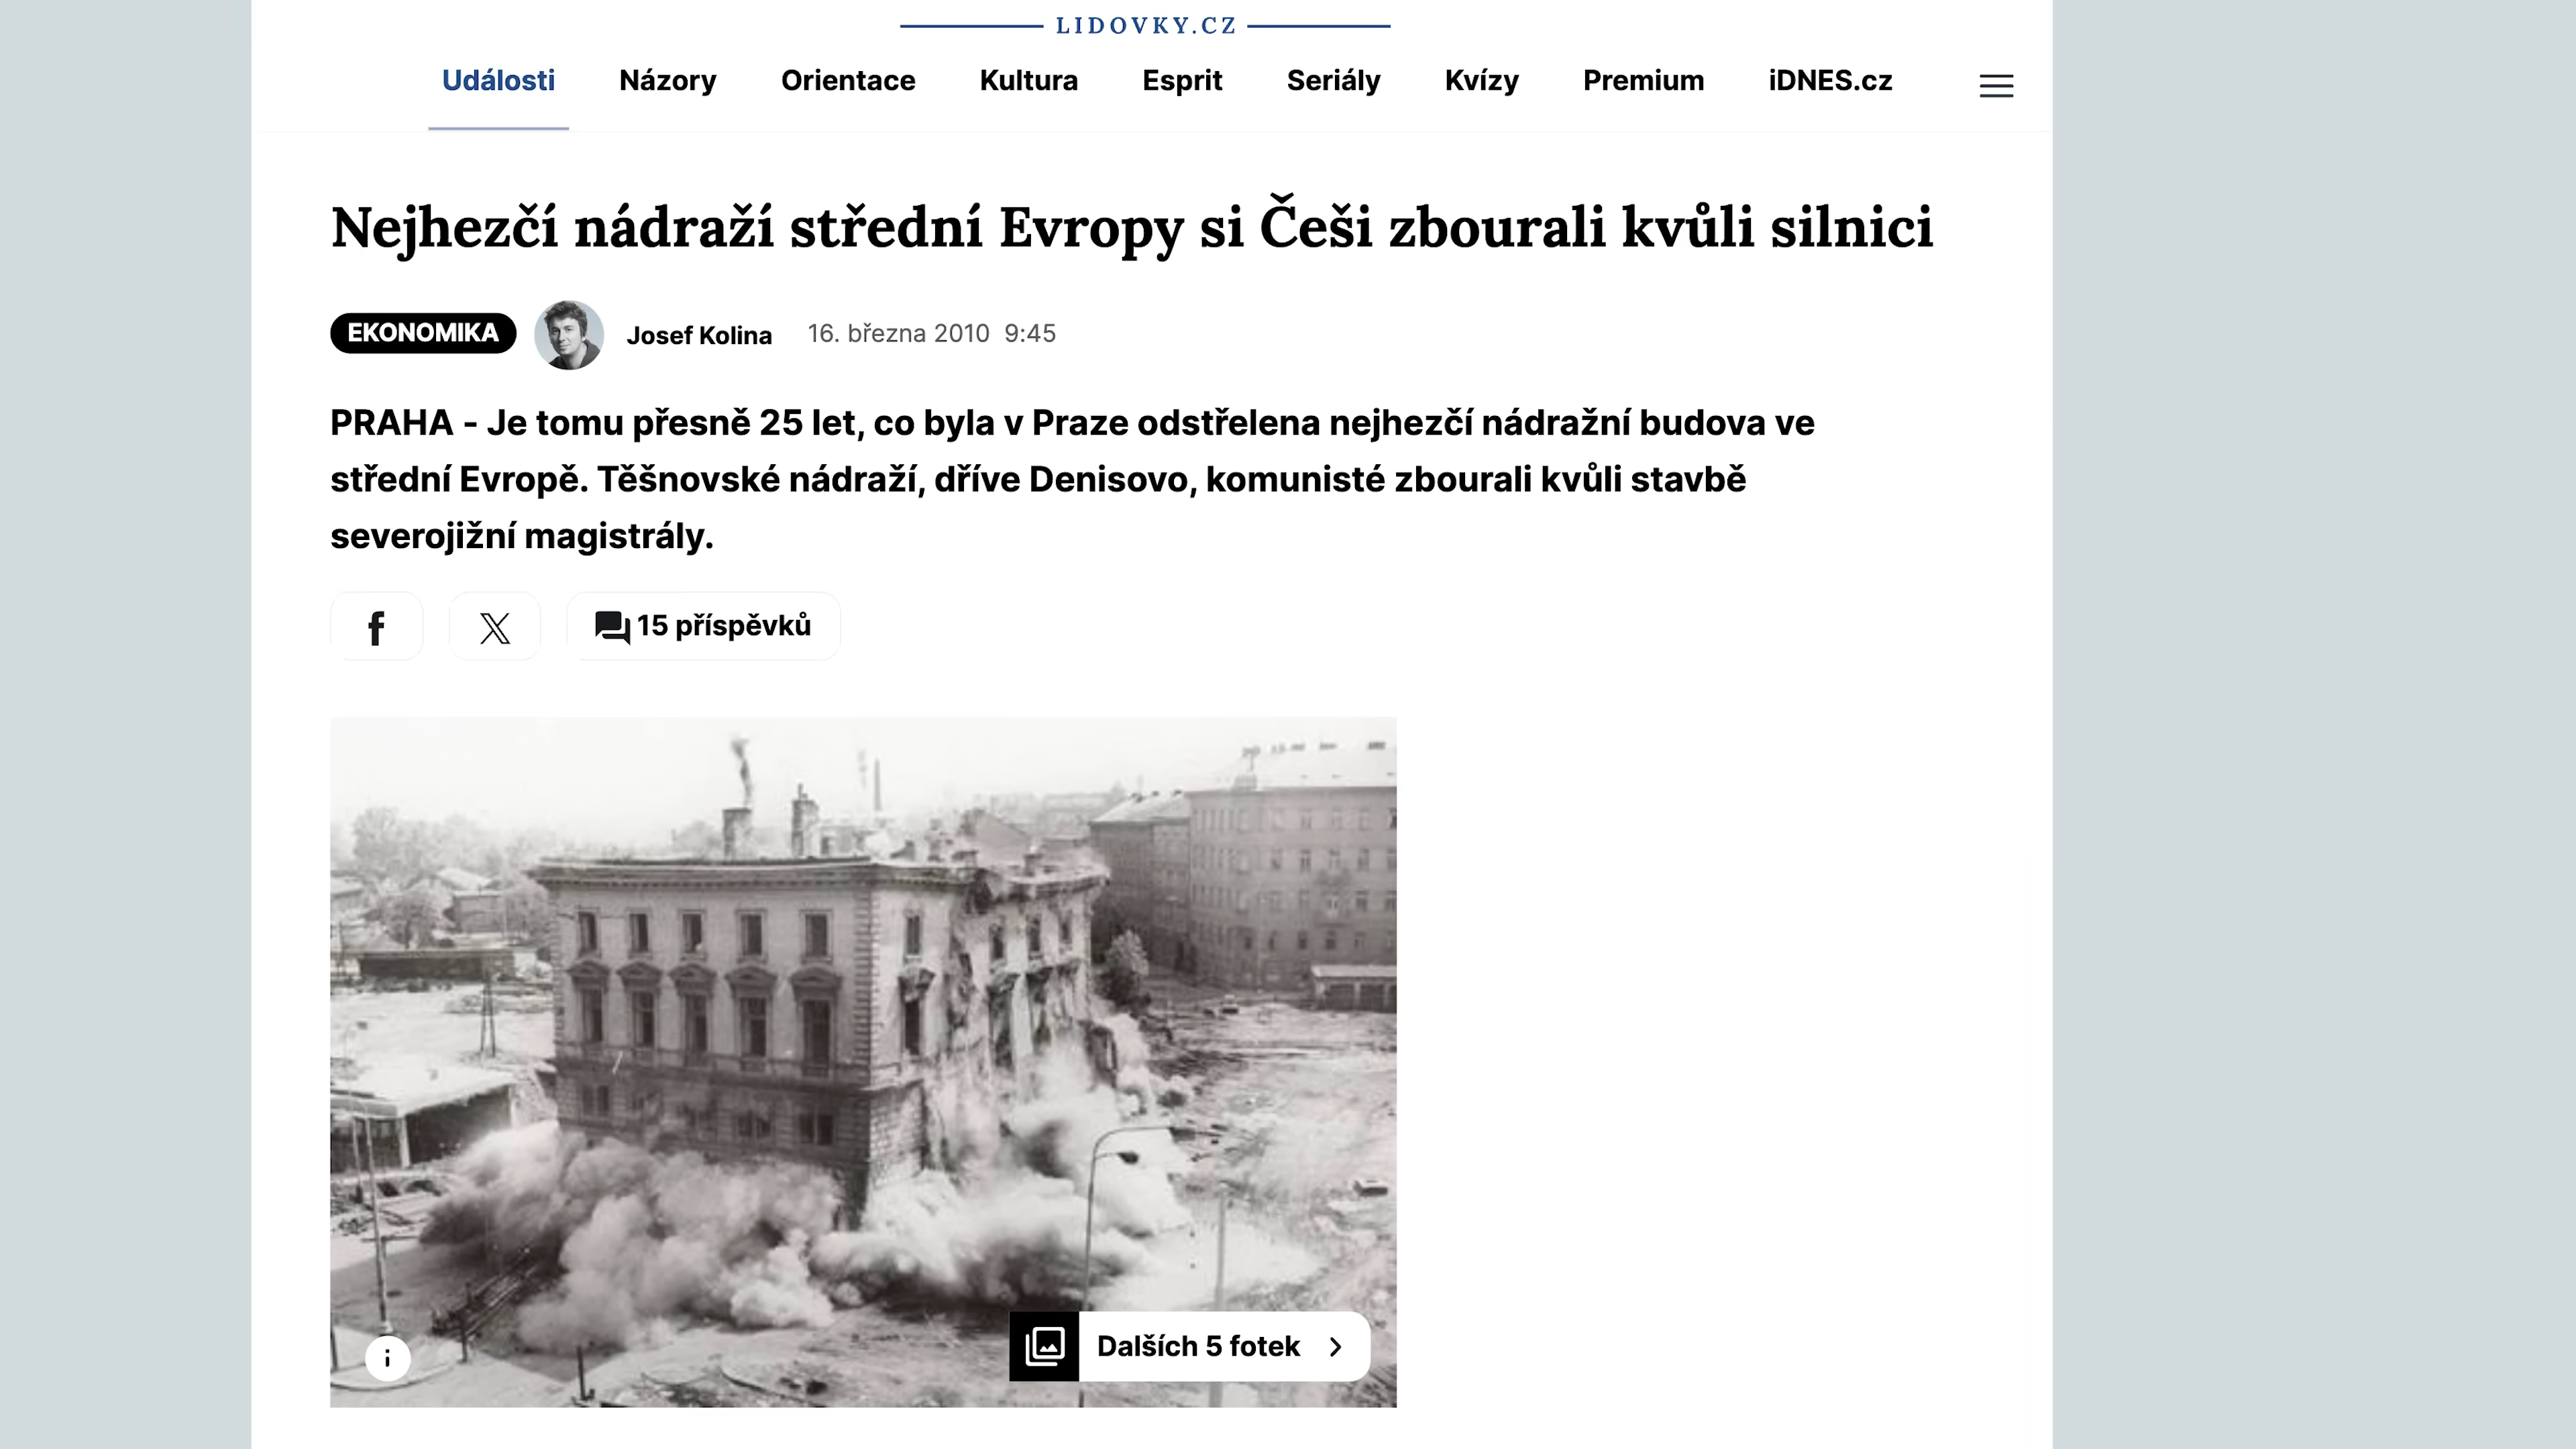 LIDOVKY.CZ
Události Názory Orientace Kultura Esprit Seriály Kvízy Premium iDNES.cz
Nejhezčí nádraží střední Evropy si Češi zbourali kvůli silnici
EKONOMIKA Josef Kolina 16. března 2010 9:45
PRAHA - Je tomu přesně 25 let, co byla v Praze odstřelena nejhezčí nádražní budova ve
střední Evropě. Těšnovské nádraží, dříve Denisovo, komunisté zbourali kvůli stavbě
severojižní magistrály.
15 příspěvků
Dalších 5 fotek